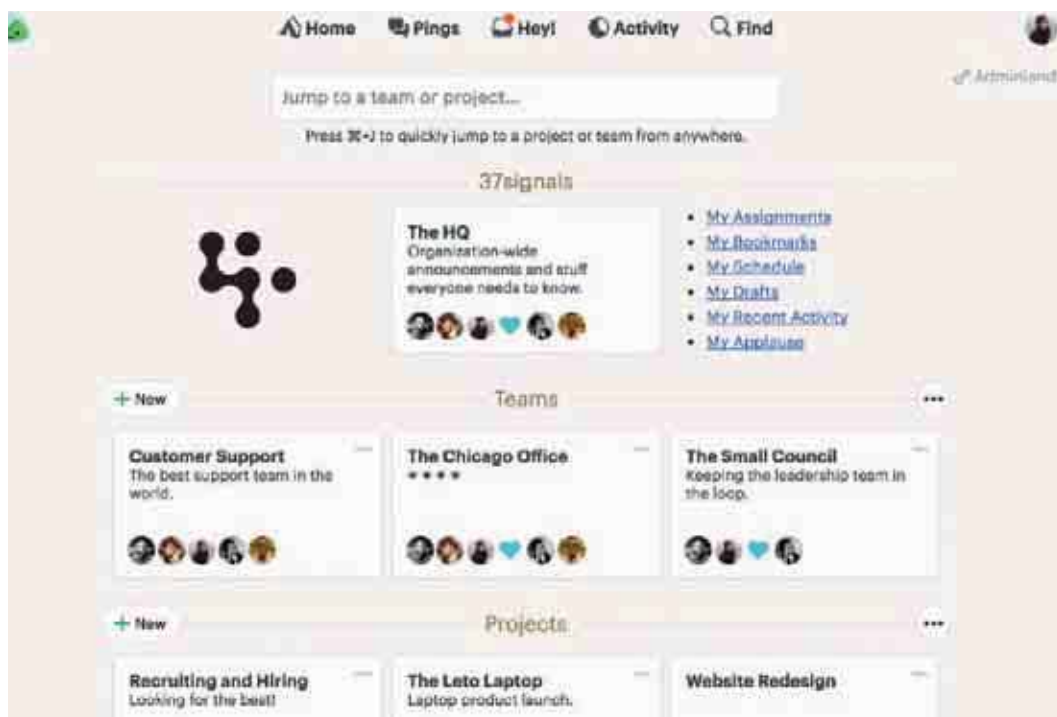 Home Pings Hey! Activity Find
Adminland
Jump to a team or project...
Press ⌘+J to quickly jump to a project or team from anywhere.
37signals
The HQ
Organization-wide
announcements and stuff
everyone needs to know.
• My Assignments
• My Bookmarks
• My Schedule
• My Drafts
• My Recent Activity
• My Applause
+ New
Teams
Customer Support
The best support team in the
world.
The Chicago Office
* * * *
The Small Council
Keeping the leadership team in
the loop.
+ New
Projects
Recruiting and Hiring
Looking for the best!
The Leto Laptop
Laptop product launch.
Website Redesign